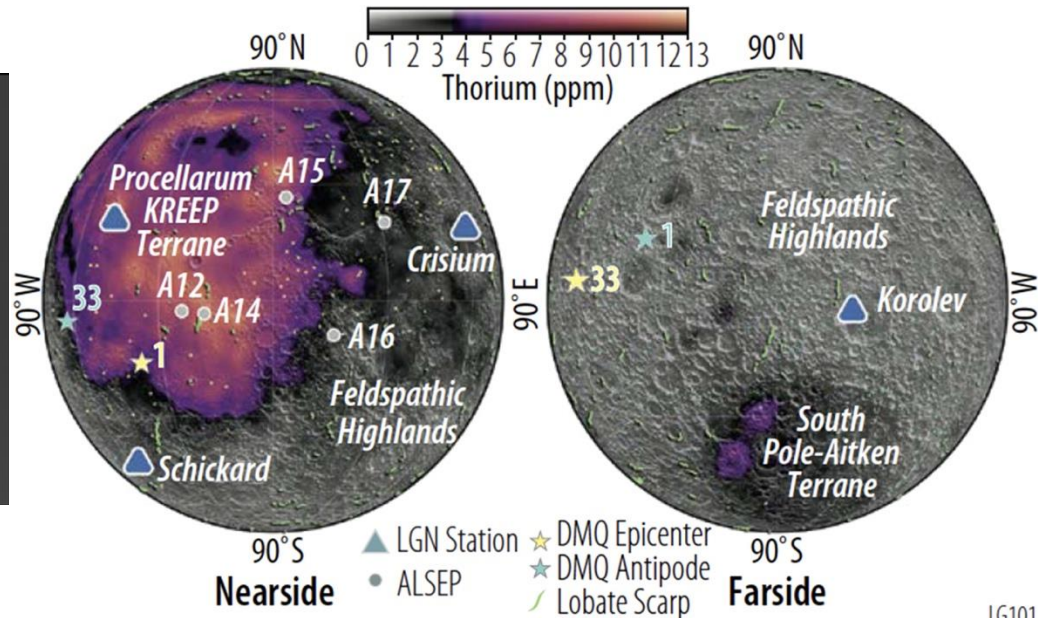 0 1 2 3 4 5 6 7 8 9 10 11 12 13
Thorium (ppm)
90°N
90°N
Procellarum
KREEP
Terrane
A15
A17
Crisium
A12
A14
A16
33
1
90°W
90°E
Feldspathic
Highlands
Schickard
90°S
Nearside
1
33
Feldspathic
Highlands
Korolev
90°W
South
Pole-Aitken
Terrane
90°S
Farside
LGN Station
ALSEP
DMQ Epicenter
DMQ Antipode
Lobate Scarp
LG101